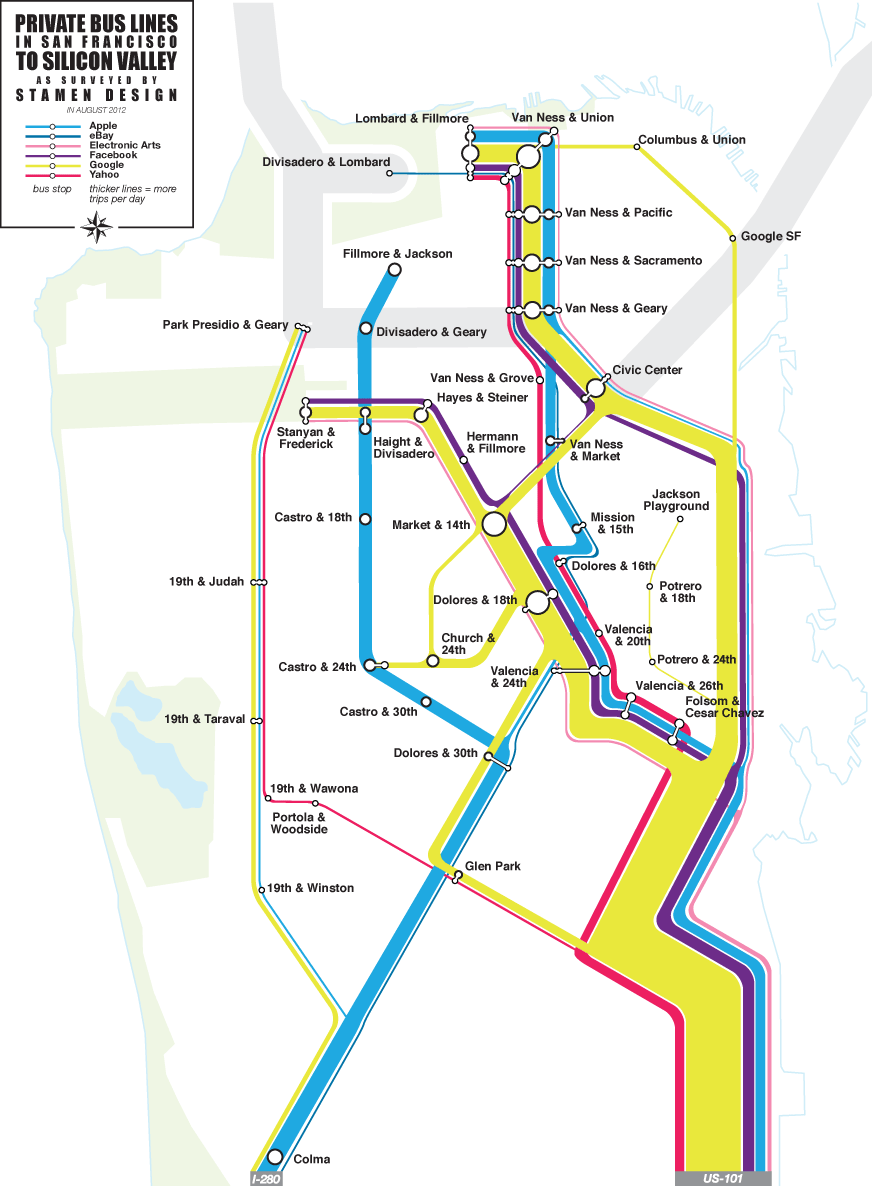 PRIVATE BUS LINES
IN SAN FRANCISCO
TO SILICON VALLEY
AS SURVEYED BY
STAMEN DESIGN
IN AUGUST 2012
Apple
eBay
Electronic Arts
Facebook
Google
Yahoo
bus stop
thicker lines = more
trips per day
Lombard & Fillmore
Van Ness & Union
Columbus & Union
Divisadero & Lombard
Van Ness & Pacific
Google SF
Fillmore & Jackson
Van Ness & Sacramento
Van Ness & Geary
Park Presidio & Geary
Divisadero & Geary
Civic Center
Van Ness & Grove
Hayes & Steiner
Stanyan &
Frederick
Haight &
Divisadero
Hermann
& Fillmore
Van Ness
& Market
Jackson
Playground
Castro & 18th
Market & 14th
Mission
& 15th
Dolores & 16th
19th & Judah
Potrero
& 18th
Dolores & 18th
Church &
24th
Valencia
& 20th
Castro & 24th
Valencia
& 24th
Potrero & 24th
Valencia & 26th
Folsom &
Cesar Chavez
Castro & 30th
19th & Taraval
Dolores & 30th
19th & Wawona
Portola &
Woodside
Glen Park
19th & Winston
Colma
I-280
US-101